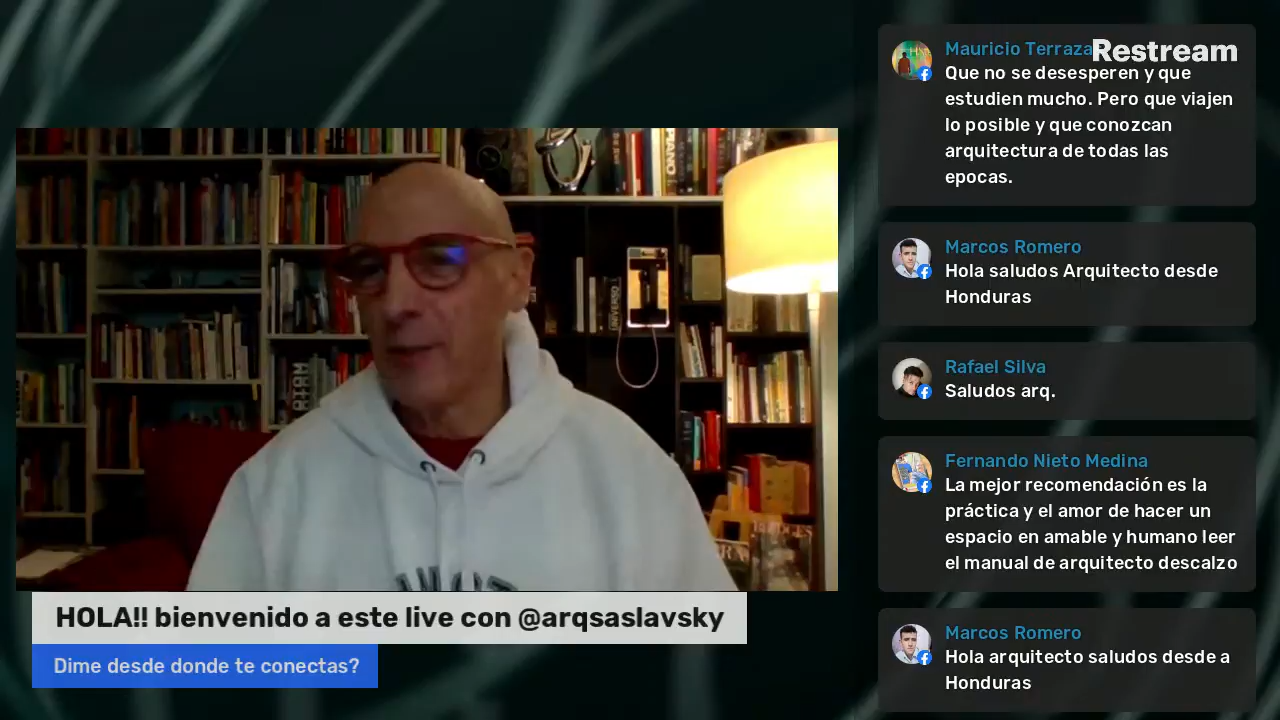 Restream
Mauricio Terraza
Que no se desesperen y que
estudien mucho. Pero que viajen
lo posible y que conozcan
arquitectura de todas las
epocas.
Marcos Romero
Hola saludos Arquitecto desde
Honduras
Rafael Silva
Saludos arq.
Fernando Nieto Medina
La mejor recomendación es la
práctica y el amor de hacer un
espacio en amable y humano leer
el manual de arquitecto descalzo
Marcos Romero
Hola arquitecto saludos desde a
Honduras
UNIVERSO
HOLA!! bienvenido a este live con @arqsaslavsky
Dime desde donde te conectas?